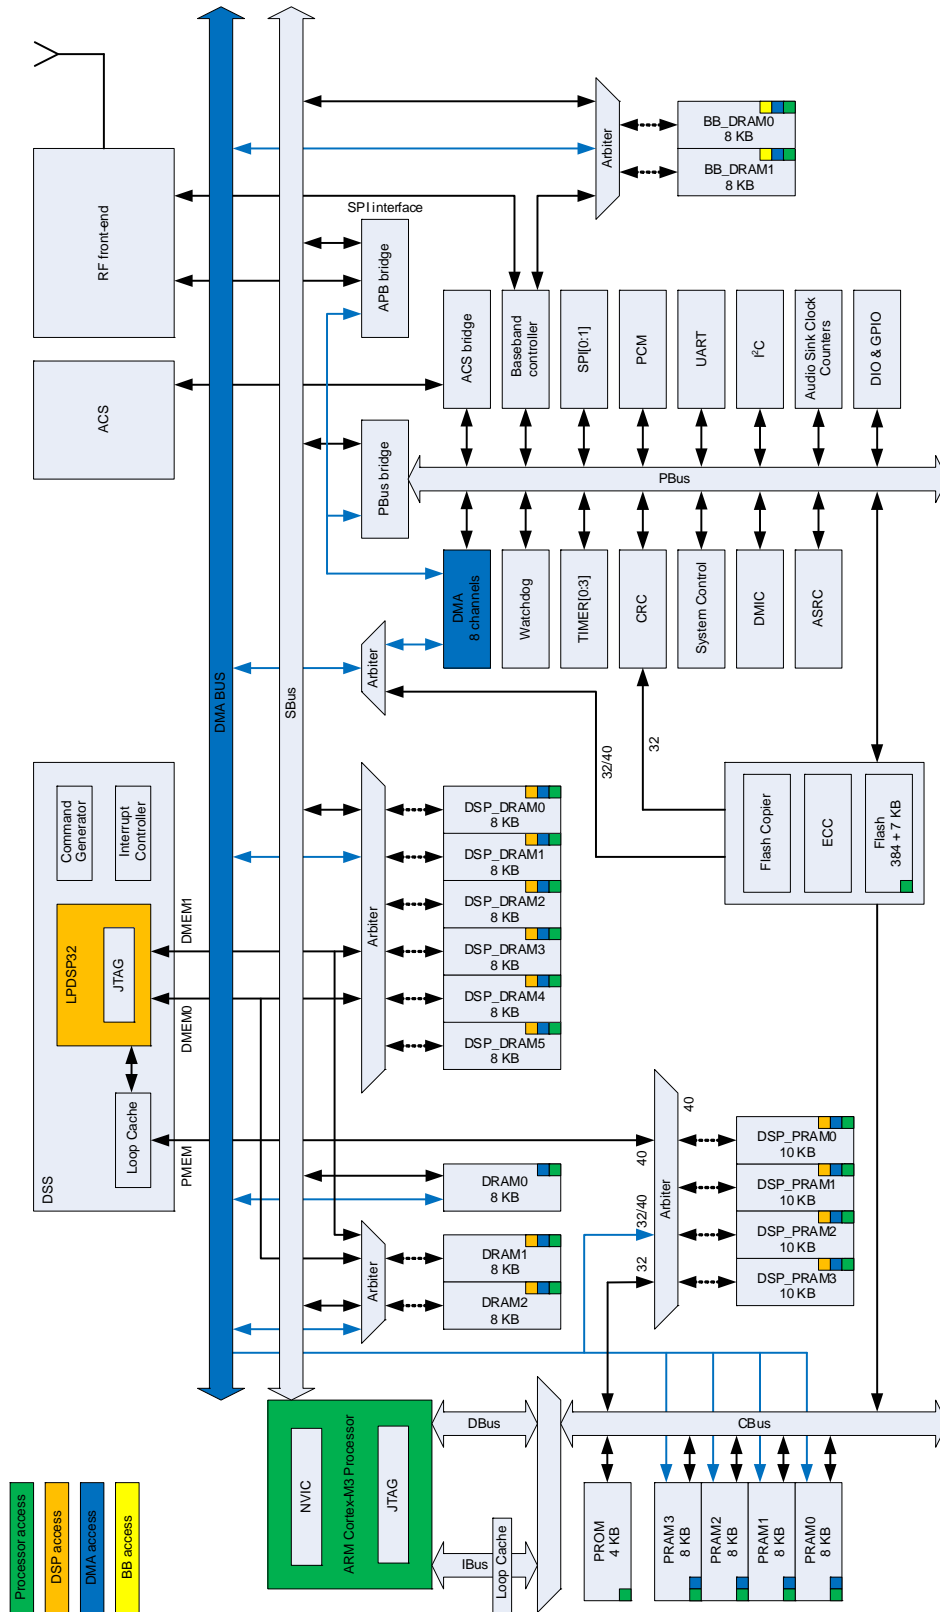 SPI interface
RF front-end
ACS
APB bridge
PBus bridge
Arbiter
BB_DRAM0
8 KB
BB_DRAM1
8 KB
ACS bridge
Baseband
controller
SPI[0:1]
PCM
UART
I²C
Audio Sink Clock
Counters
DIO & GPIO
PBus
DMA
8 channels
Watchdog
TIMER[0:3]
CRC
System Control
DMIC
ASRC
Arbiter
DMA BUS
SBus
32/40
32
Flash Copier
ECC
Flash
384 + 7 KB
DSS
Command
Generator
Interrupt
Controller
LPDSP32
JTAG
Loop Cache
DMEM1
DMEM0
PMEM
Arbiter
DSP_DRAM0
8 KB
DSP_DRAM1
8 KB
DSP_DRAM2
8 KB
DSP_DRAM3
8 KB
DSP_DRAM4
8 KB
DSP_DRAM5
8 KB
DRAM0
8 KB
Arbiter
DRAM1
8 KB
DRAM2
8 KB
40
40
32/40
32
Arbiter
DSP_PRAM0
10 KB
DSP_PRAM1
10 KB
DSP_PRAM2
10 KB
DSP_PRAM3
10 KB
ARM Cortex-M3 Processor
NVIC
JTAG
DBus
IBus
Loop Cache
CBus
PROM
4 KB
PRAM3
8 KB
PRAM2
8 KB
PRAM1
8 KB
PRAM0
8 KB
Processor access
DSP access
DMA access
BB access